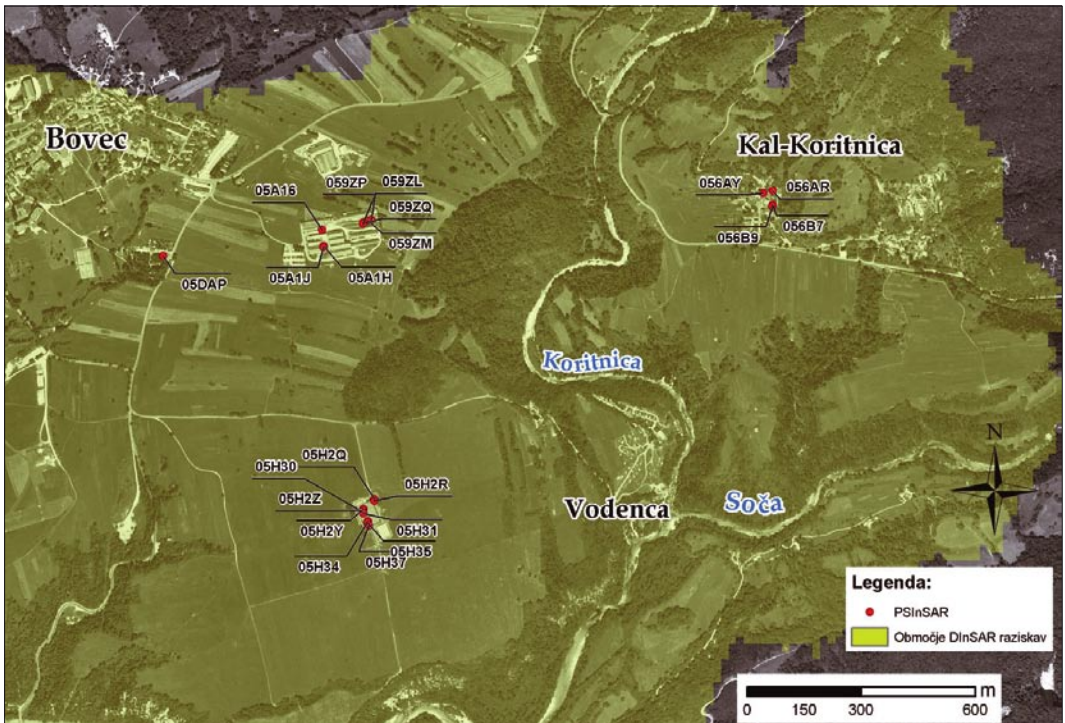 Bovec
Kal-Koritnica
059ZP
059ZL
05A16
059ZQ
059ZM
05A1J
05A1H
05DAP
056AY
056AR
056B9
056B7
Koritnica
05H2Q
05H30
05H2R
05H2Z
05H2Y
05H31
05H35
05H34
05H37
Vodenca
Soča
N
Legenda:
PSInSAR
Območje DInSAR raziskav
m
0 150 300 600